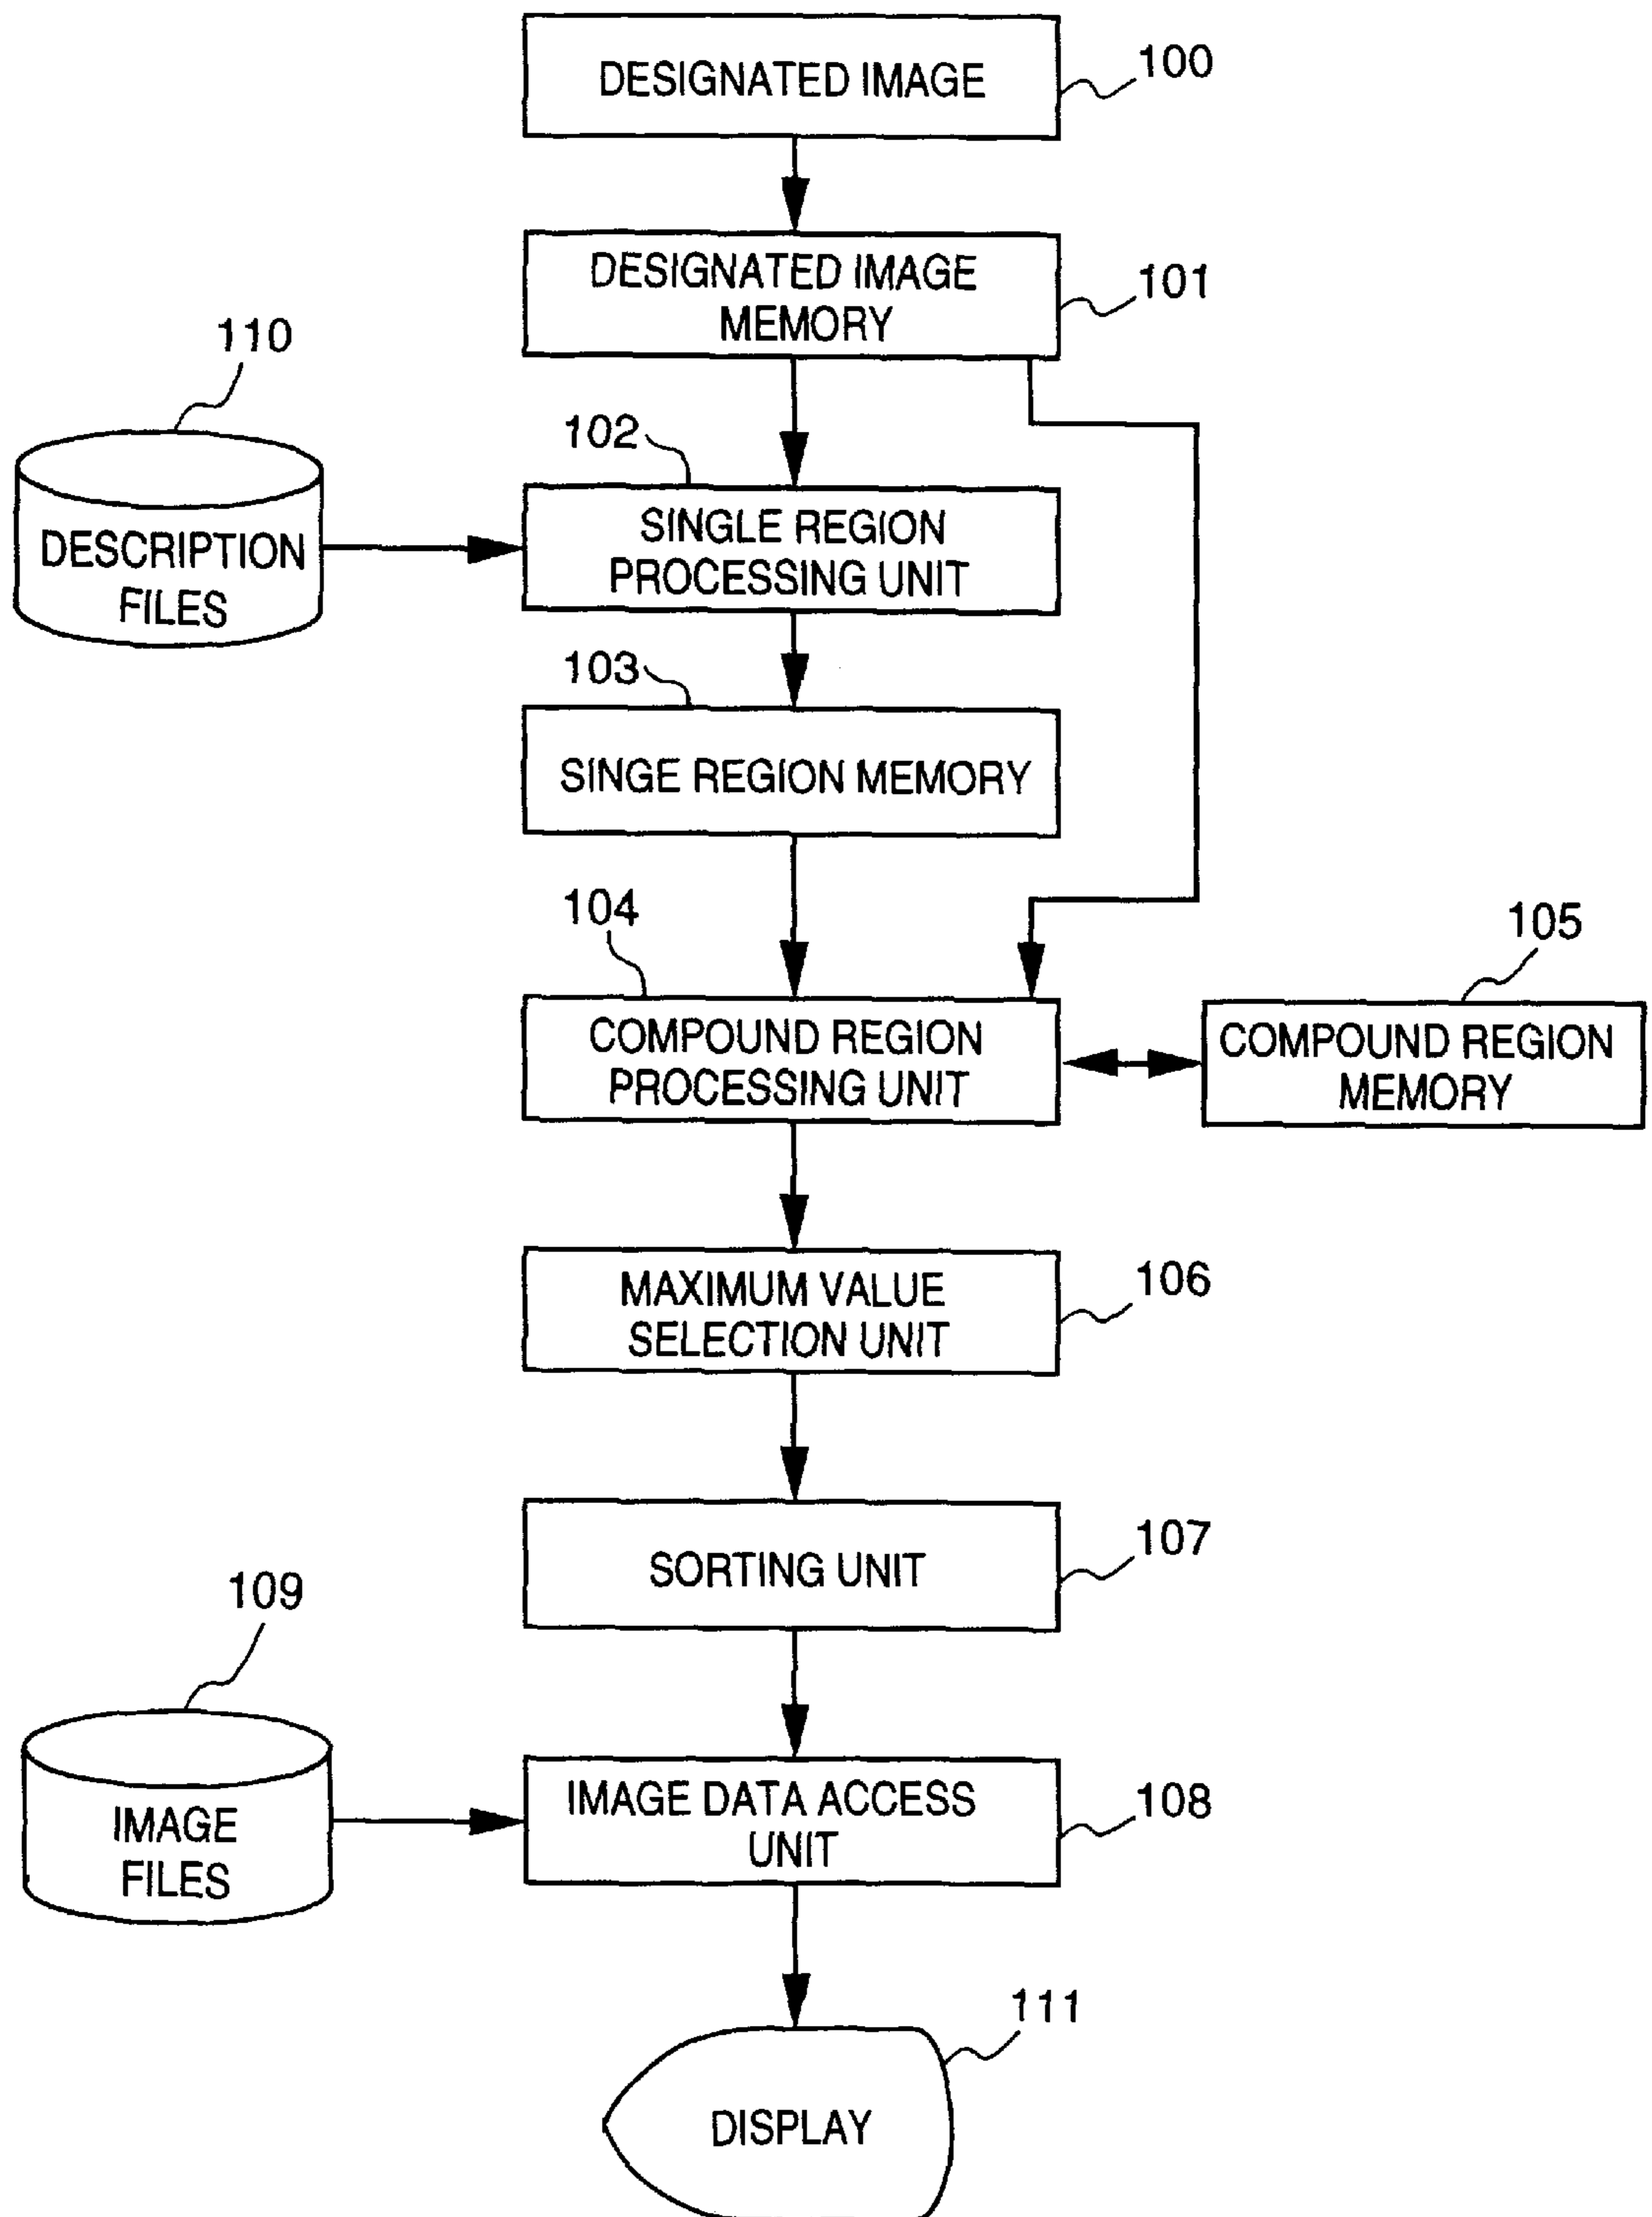 DESIGNATED IMAGE
100
DESIGNATED IMAGE
MEMORY
101
110
DESCRIPTION
FILES
102
SINGLE REGION
PROCESSING UNIT
103
SINGE REGION MEMORY
104
COMPOUND REGION
PROCESSING UNIT
105
COMPOUND REGION
MEMORY
MAXIMUM VALUE
SELECTION UNIT
106
SORTING UNIT
107
109
IMAGE
FILES
IMAGE DATA ACCESS
UNIT
108
111
DISPLAY